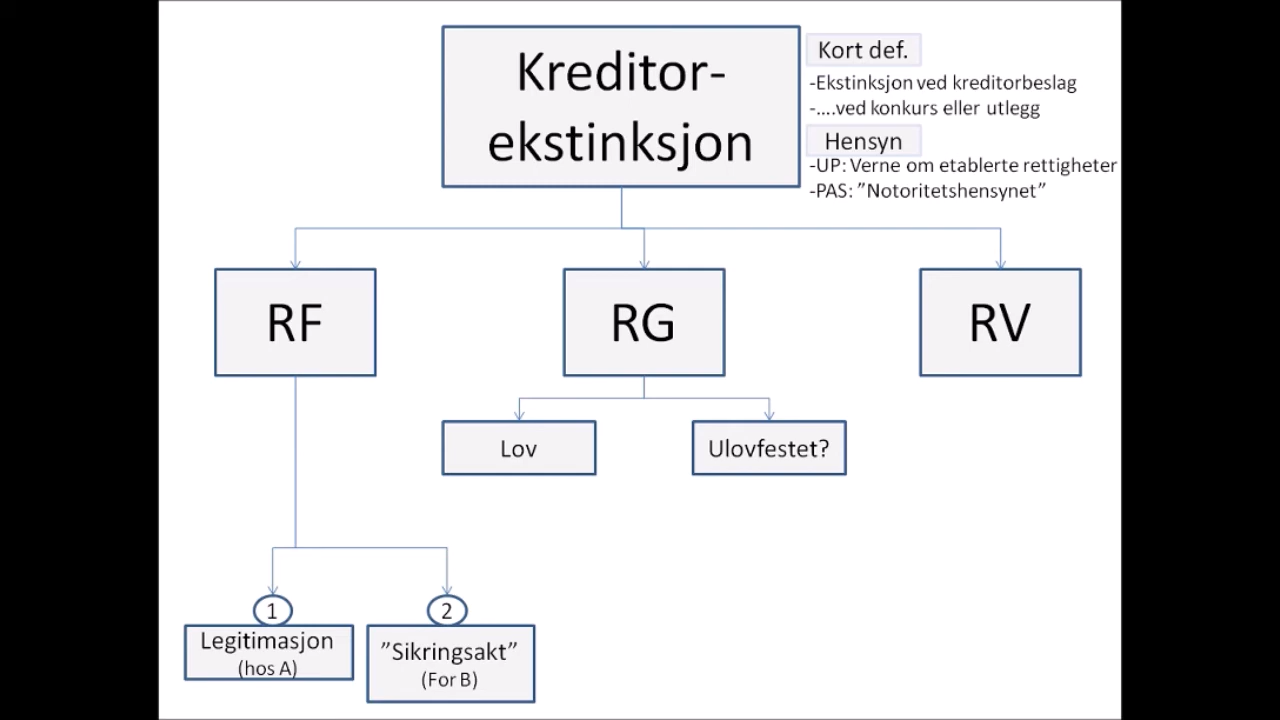 Kreditor-
ekstinksjon
Kort def.
-Ekstinksjon ved kreditorbeslag
-....ved konkurs eller utlegg
Hensyn
-UP: Verne om etablerte rettigheter
-PAS: ”Notoritetshensynet”
RF
RG
RV
Lov
Ulovfestet?
1
Legitimasjon
(hos A)
2
”Sikringsakt”
(For B)